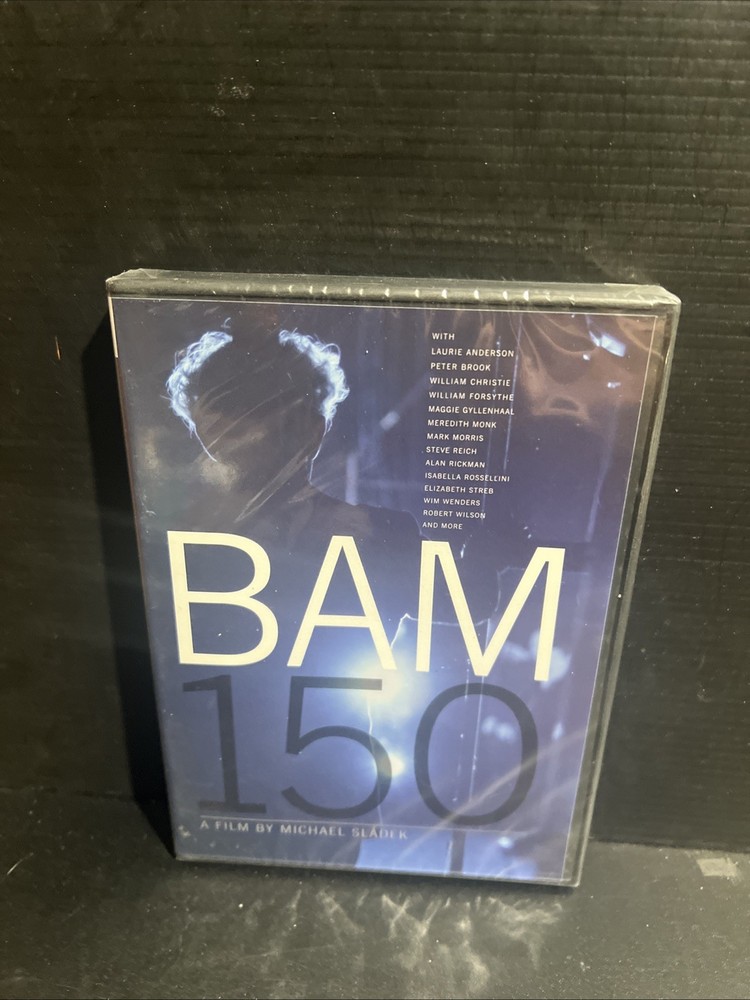 WITH
LAURIE ANDERSON
PETER BROOK
WILLIAM CHRISTIE
WILLIAM FORSYTHE
MAGGIE GYLLENHAAL
MEREDITH MONK
MARK MORRIS
STEVE REICH
ALAN RICKMAN
ISABELLA ROSSELLINI
ELIZABETH STREB
WIM WENDERS
ROBERT WILSON
AND MORE
BAM
150
A FILM BY MICHAEL SLADEK